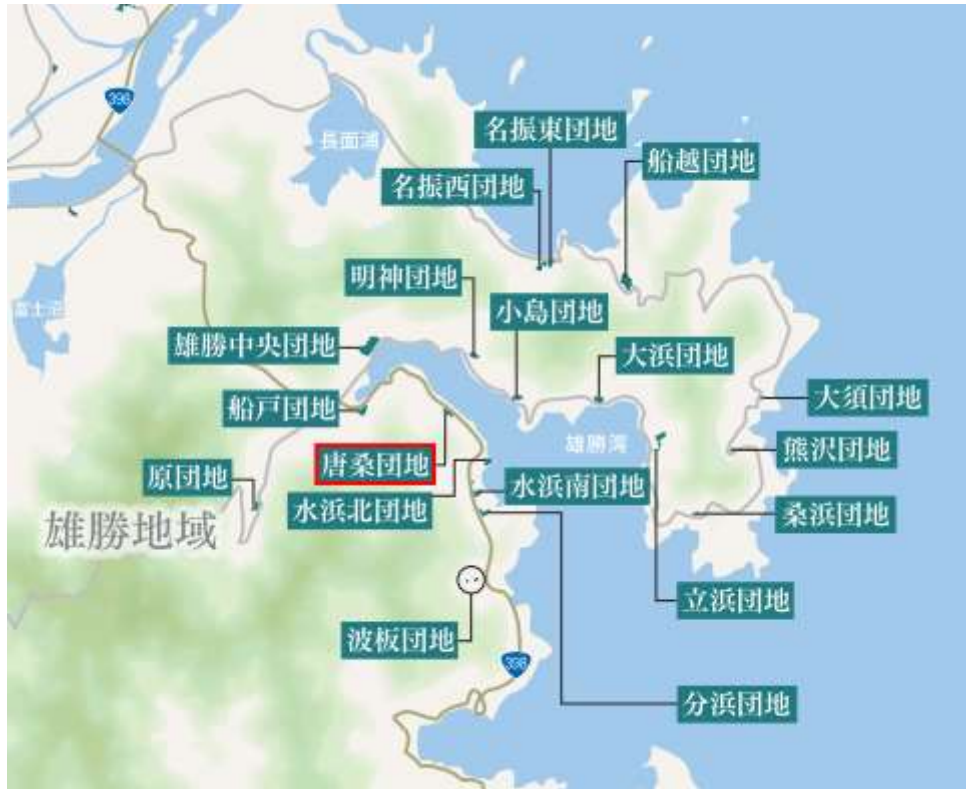 398
長面浦
名振東団地
船越団地
名振西団地
明神団地
富士沼
小島団地
雄勝中央団地
大浜団地
船戸団地
大須団地
雄勝湾
唐桑団地
熊沢団地
原団地
水浜南団地
水浜北団地
桑浜団地
雄勝地域
立浜団地
波板団地
398
分浜団地